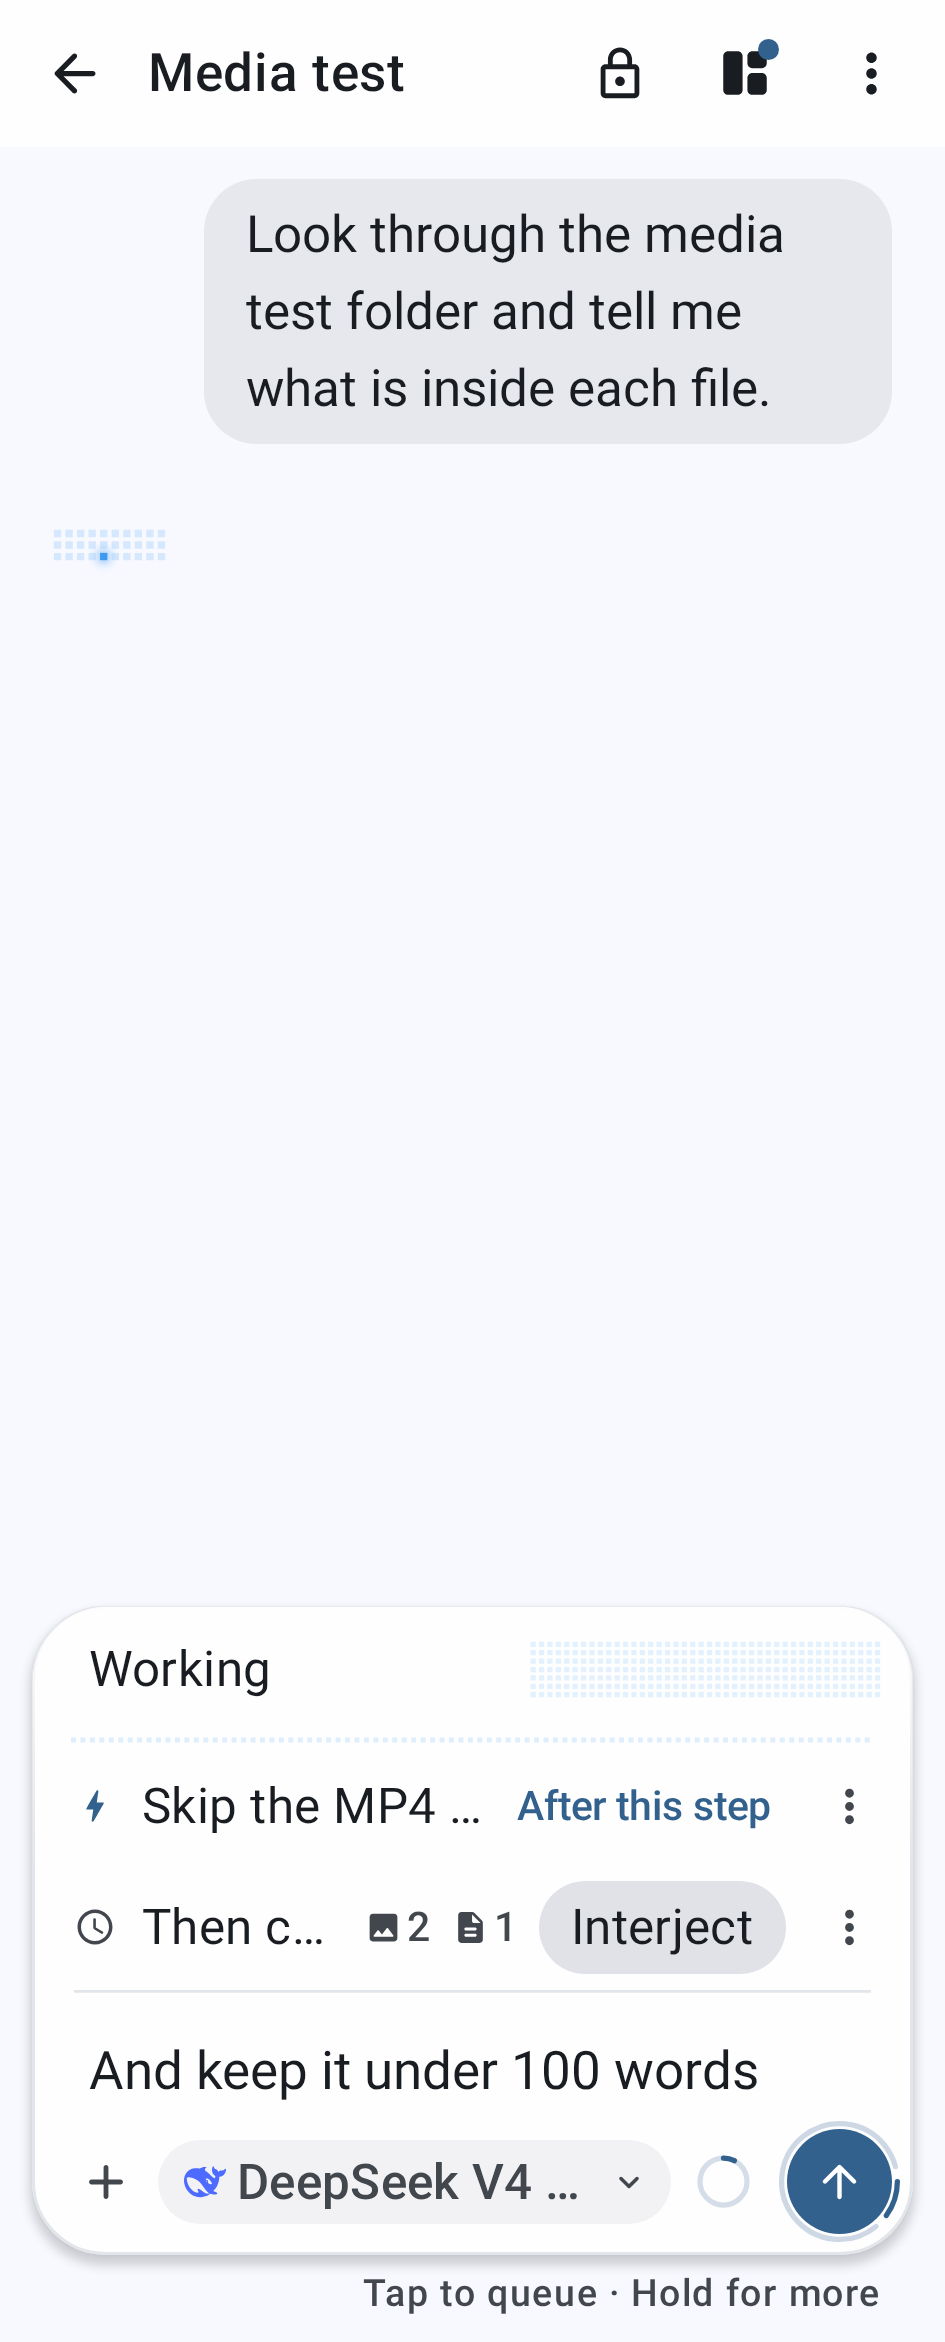 Media test
Look through the media
test folder and tell me
what is inside each file.
Working
Skip the MP4 ... After this step
Then c... 2 1 Interject
And keep it under 100 words
DeepSeek V4 ...
Tap to queue · Hold for more